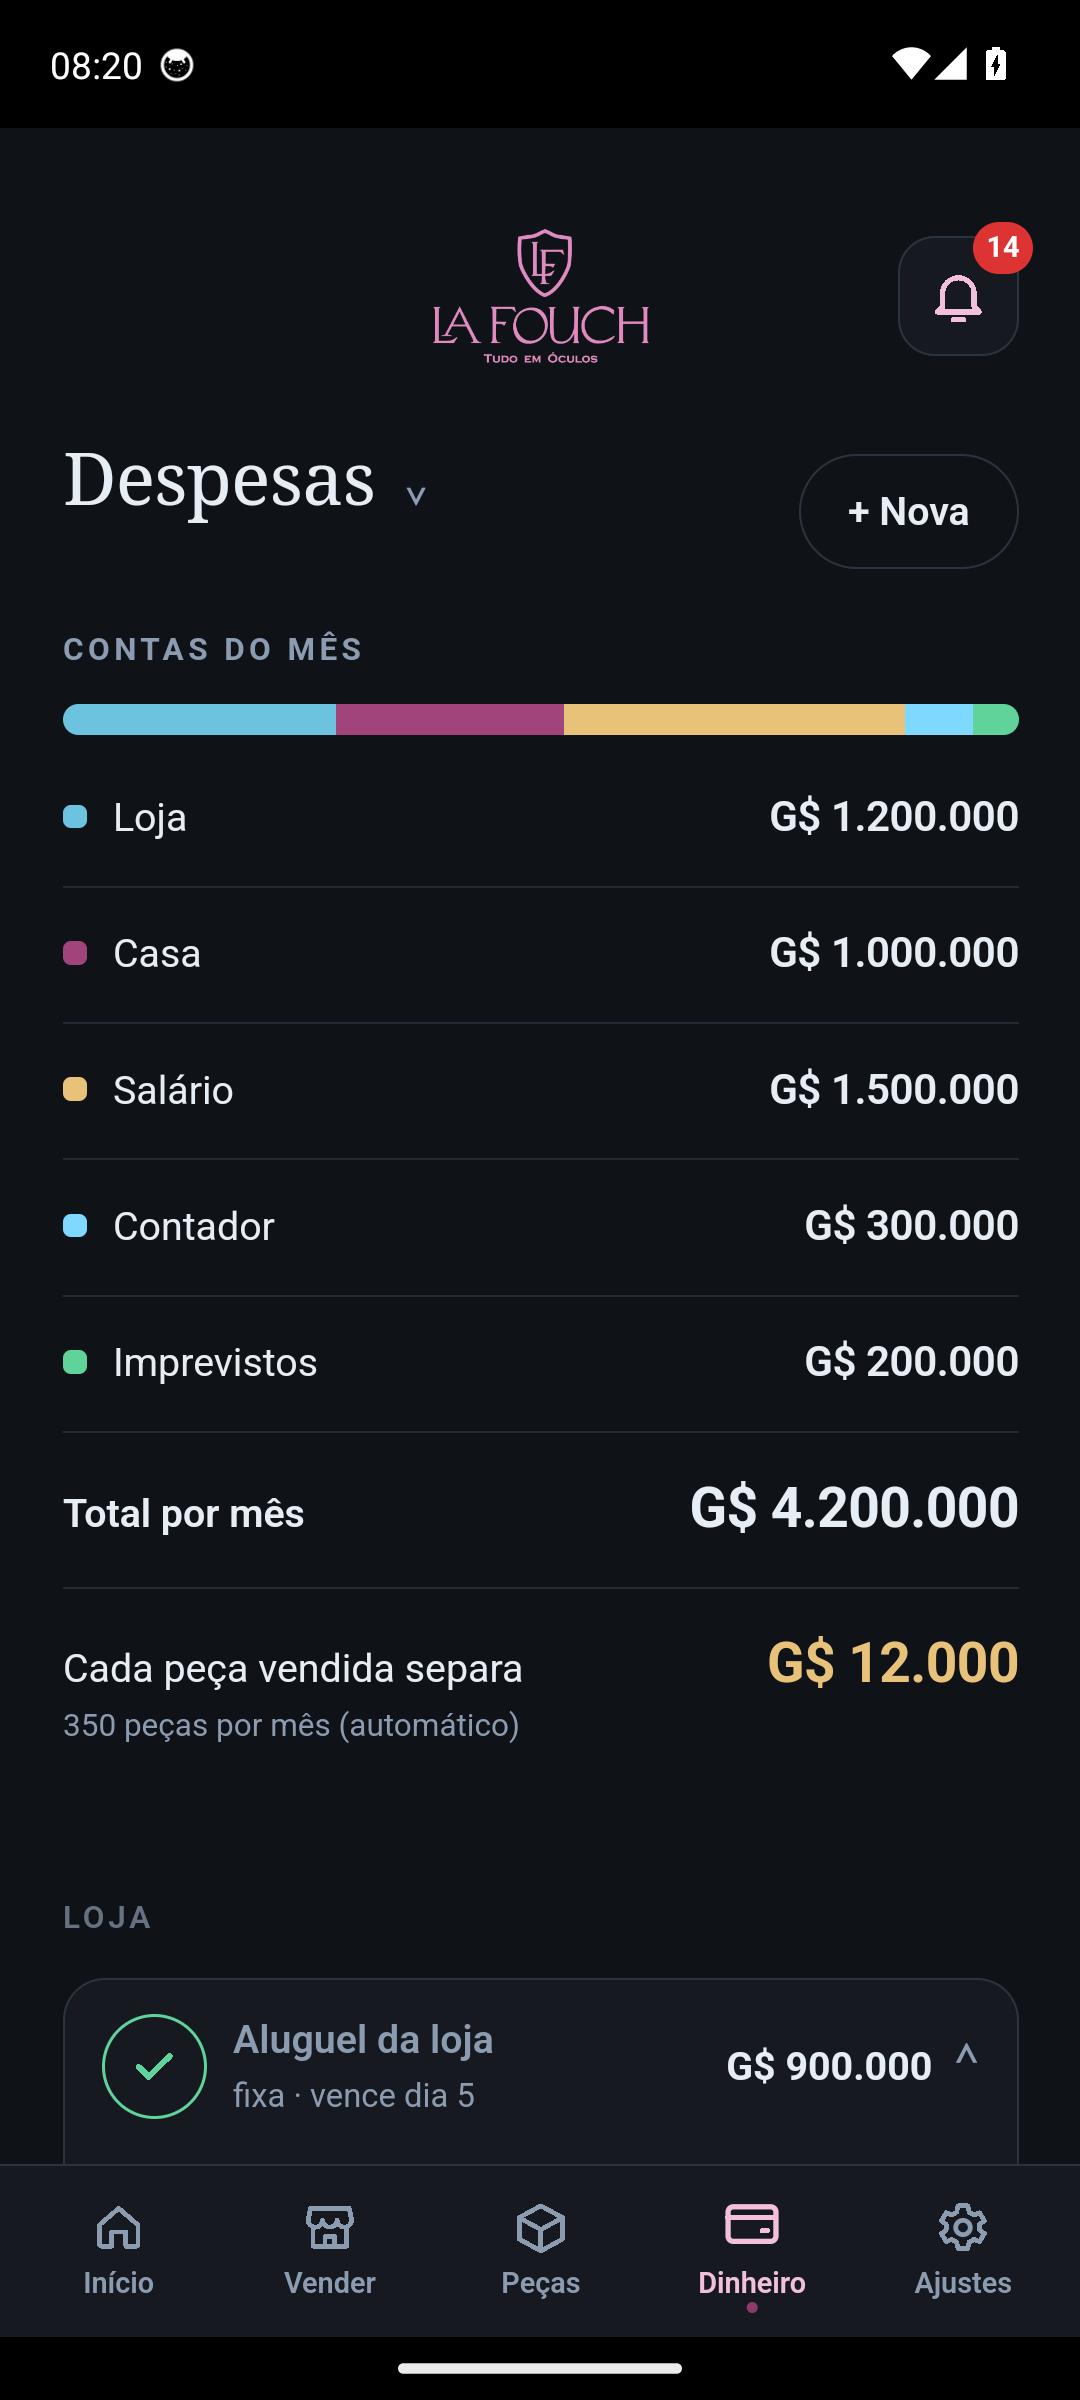 08:20
14
LF
LA FOUCH
TUDO EM ÓCULOS
Despesas
+ Nova
CONTAS DO MÊS
Loja G$ 1.200.000
Casa G$ 1.000.000
Salário G$ 1.500.000
Contador G$ 300.000
Imprevistos G$ 200.000
Total por mês G$ 4.200.000
Cada peça vendida separa G$ 12.000
350 peças por mês (automático)
LOJA
Aluguel da loja G$ 900.000
fixa · vence dia 5
Início Vender Peças Dinheiro Ajustes